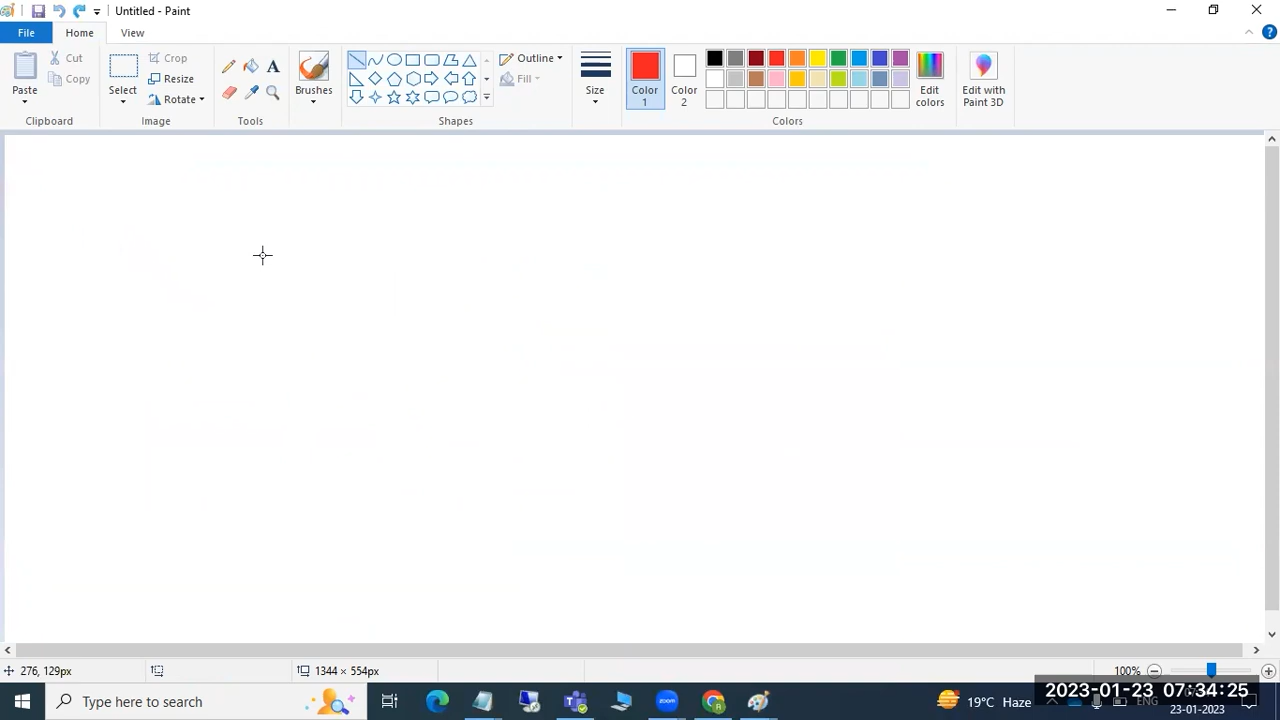 Untitled - Paint
File
Home
View
Paste
Cut
Copy
Clipboard
Select
Crop
Resize
Rotate
Image
A
Tools
Brushes
Outline
Fill
Shapes
Size
Color
1
Color
2
Edit
colors
Colors
Edit with
Paint 3D
276, 129px
1344 × 554px
100%
Type here to search
zoom
19°C Haze
ENG
2023-01-23 07:34:25
23-01-2023